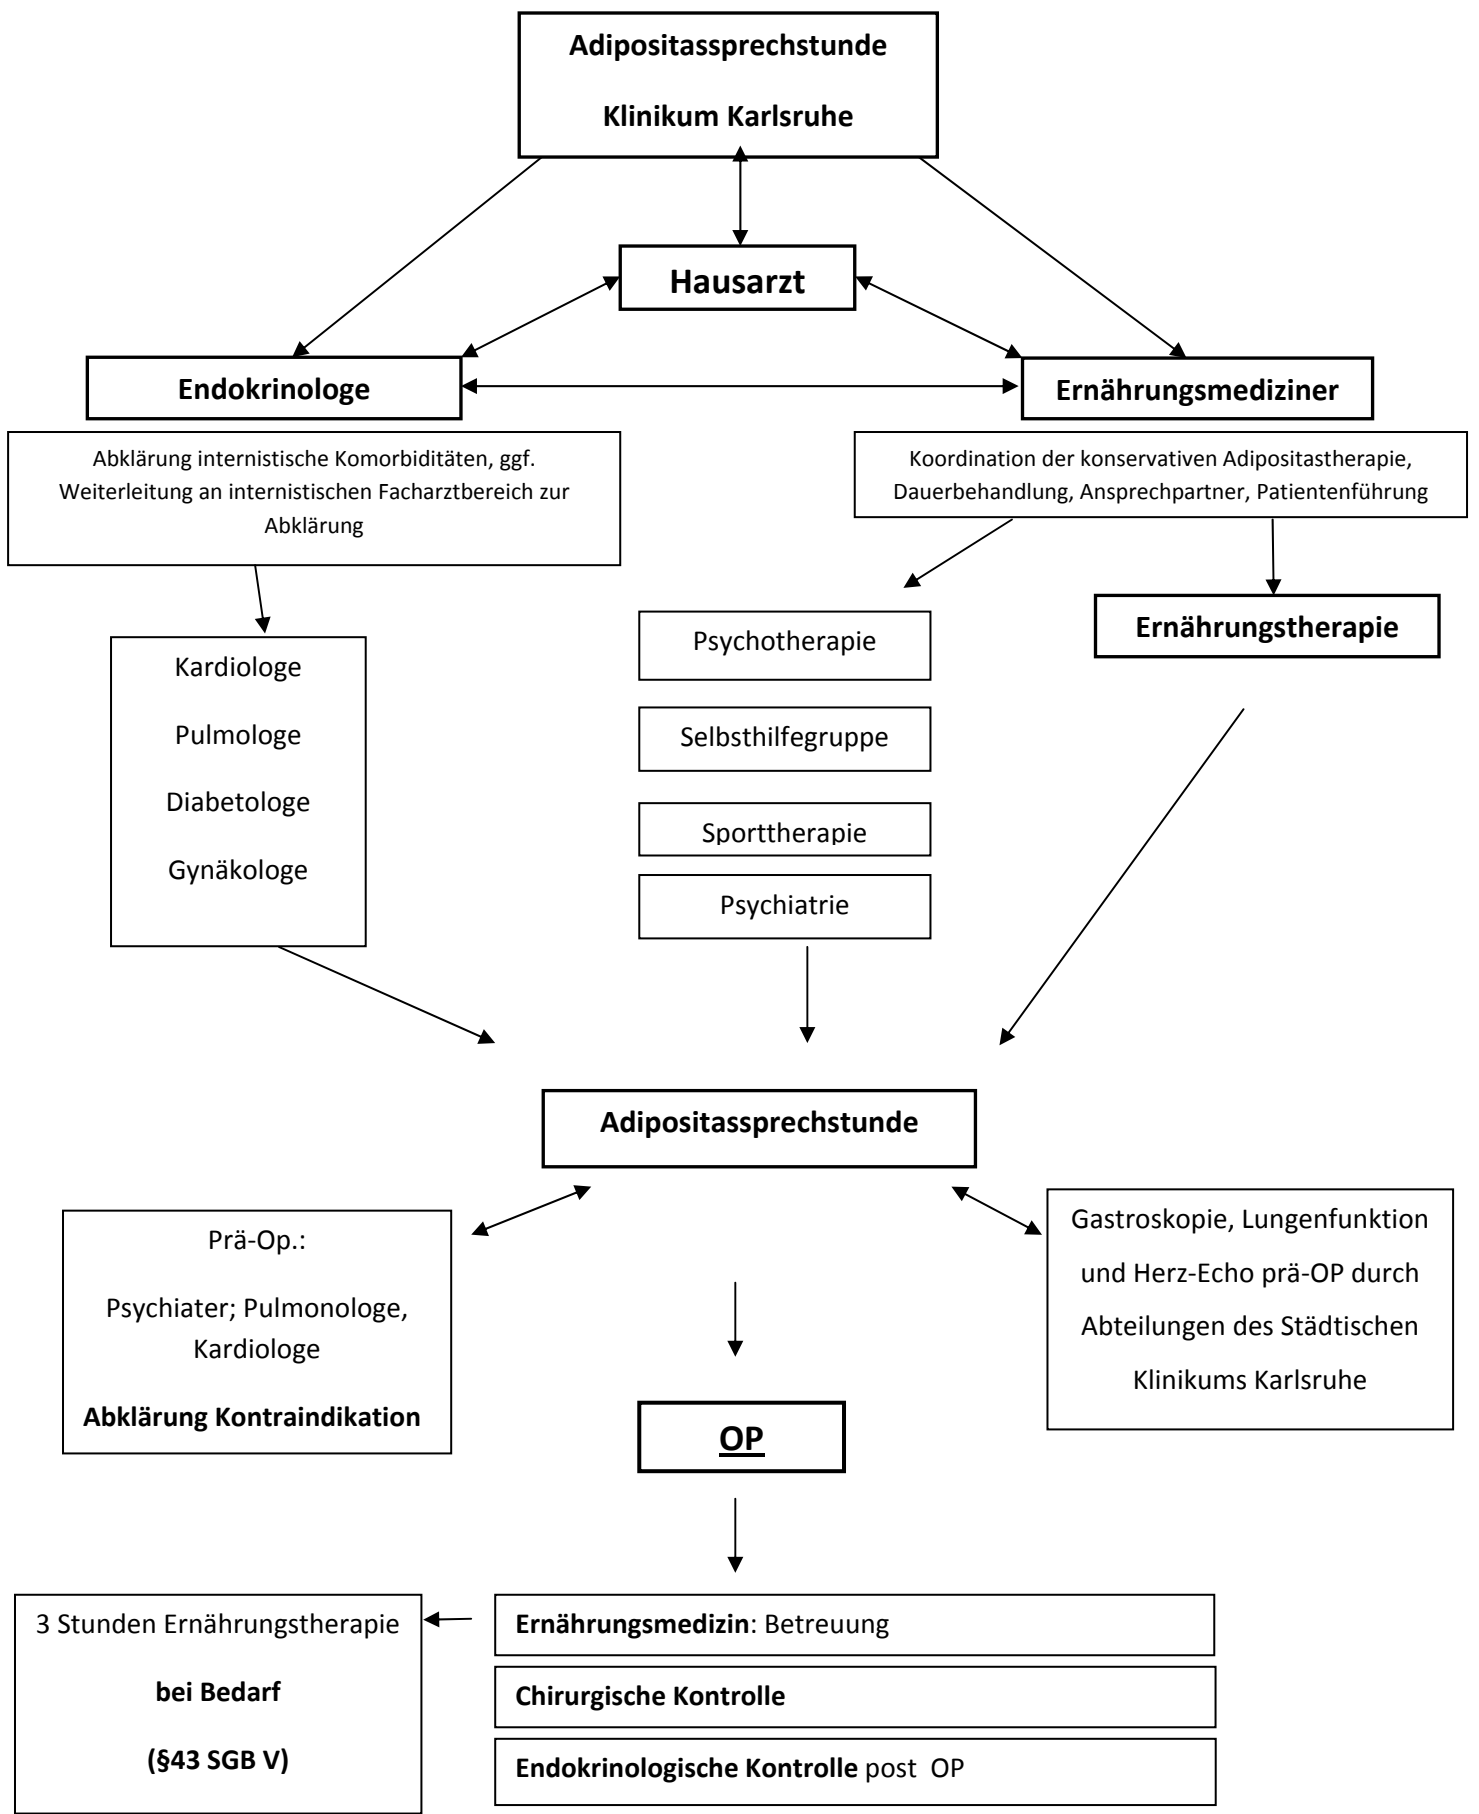 Adipositassprechstunde
Klinikum Karlsruhe
Hausarzt
Endokrinologe
Ernährungsmediziner
Abklärung internistische Komorbiditäten, ggf.
Weiterleitung an internistischen Facharztbereich zur
Abklärung
Koordination der konservativen Adipositastherapie,
Dauerbehandlung, Ansprechpartner, Patientenführung
Kardiologe
Pulmologe
Diabetologe
Gynäkologe
Psychotherapie
Selbsthilfegruppe
Sporttherapie
Psychiatrie
Ernährungstherapie
Adipositassprechstunde
Prä-Op.:
Psychiater; Pulmonologe,
Kardiologe
Abklärung Kontraindikation
Gastroskopie, Lungenfunktion
und Herz-Echo prä-OP durch
Abteilungen des Städtischen
Klinikums Karlsruhe
OP
3 Stunden Ernährungstherapie
bei Bedarf
(§43 SGB V)
Ernährungsmedizin: Betreuung
Chirurgische Kontrolle
Endokrinologische Kontrolle post OP